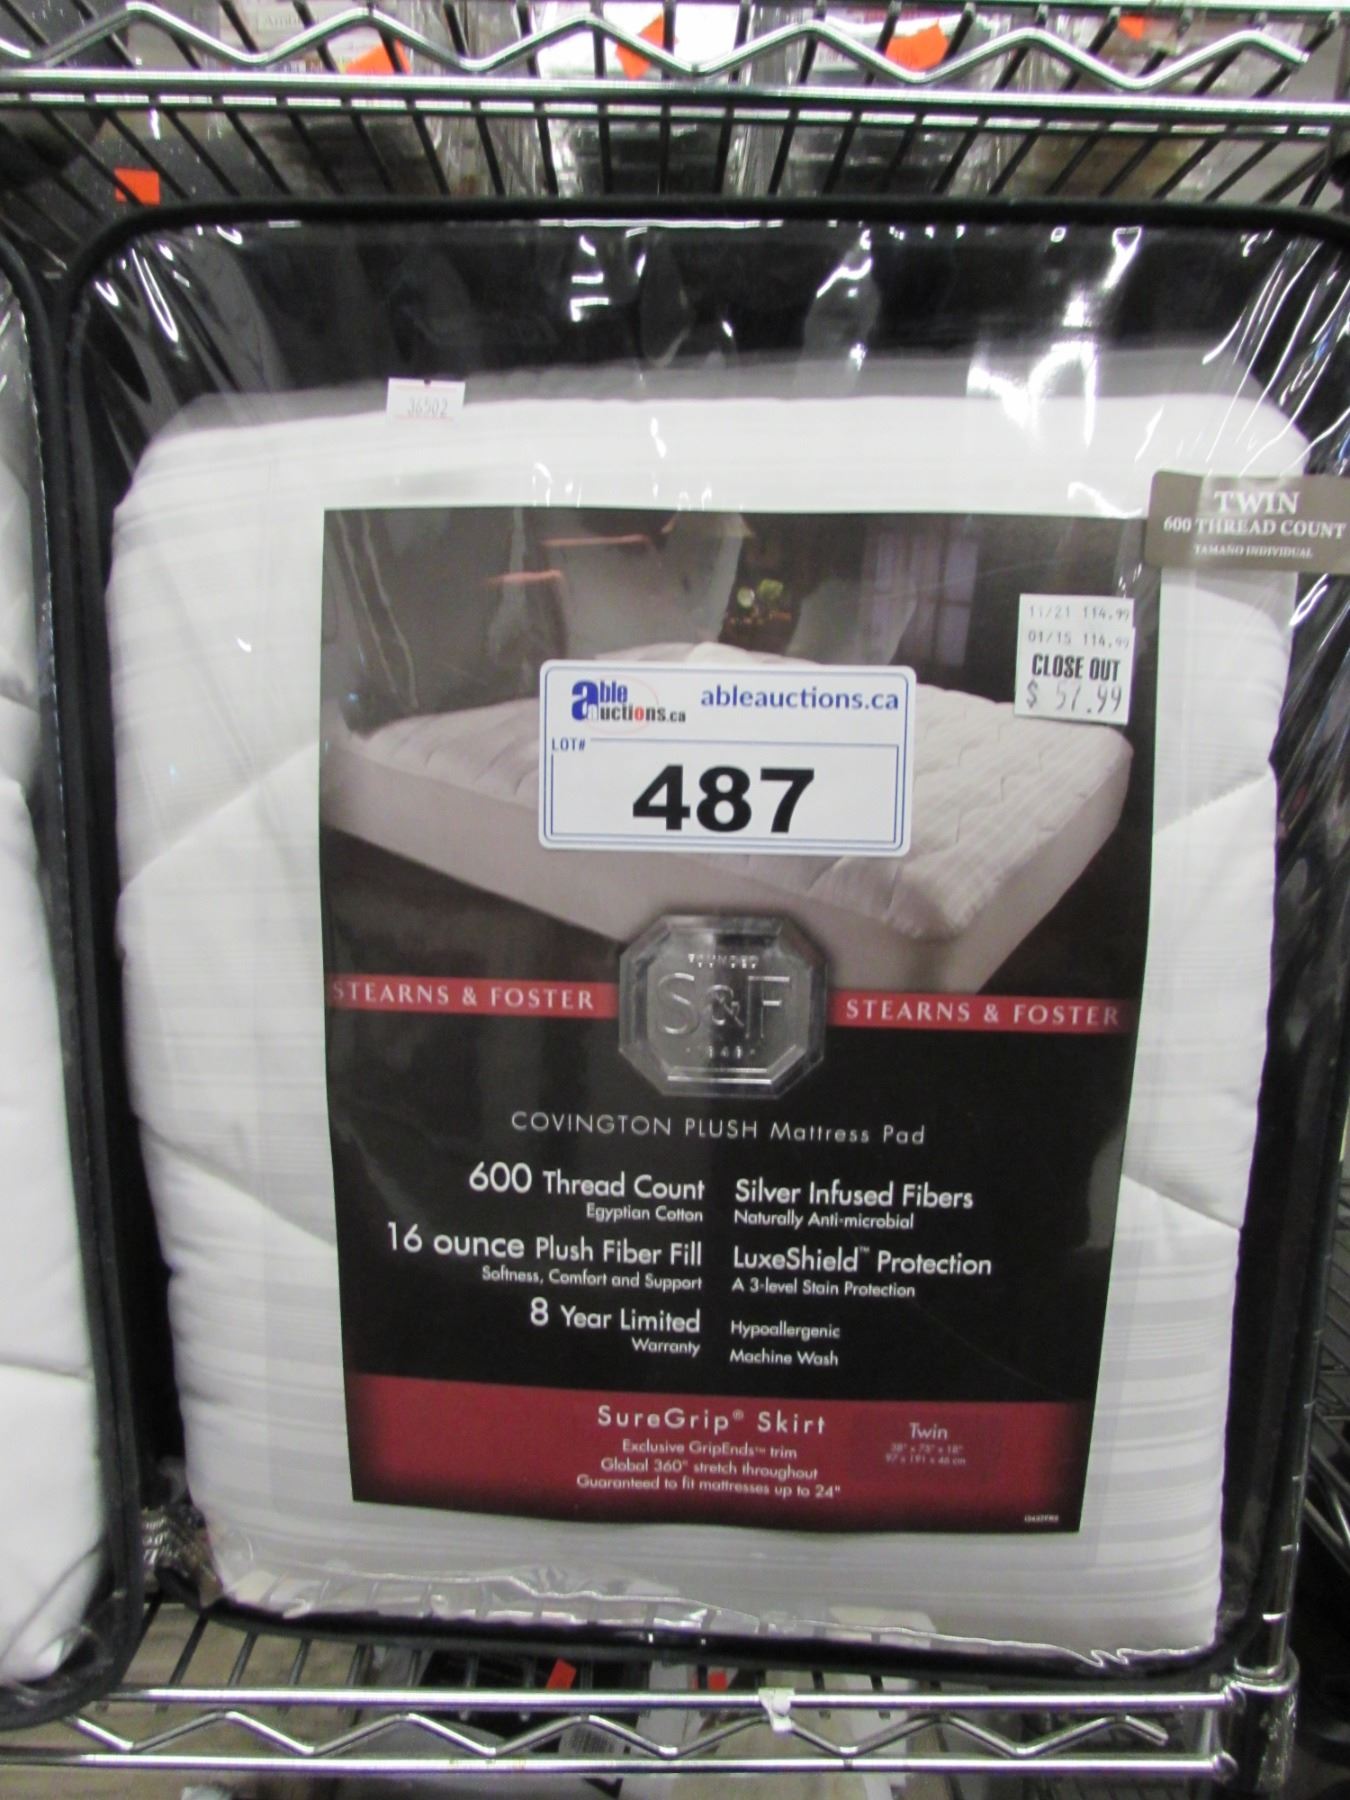 36502
TWIN
600 THREAD COUNT
TAMAÑO INDIVIDUAL
11/21 114.99
01/15 114.99
CLOSE OUT
$ 57.99
able
auctions.ca
ableauctions.ca
LOT#
487
STEARNS & FOSTER
FOUNDED
S&F
STEARNS & FOSTER
COVINGTON PLUSH Mattress Pad
600 Thread Count
Egyptian Cotton
16 ounce Plush Fiber Fill
Softness, Comfort and Support
8 Year Limited
Warranty
Silver Infused Fibers
Naturally Anti-microbial
LuxeShield™ Protection
A 3-level Stain Protection
Hypoallergenic
Machine Wash
SureGrip® Skirt
Exclusive GripEnds™ trim
Global 360° stretch throughout
Guaranteed to fit mattresses up to 24"
Twin